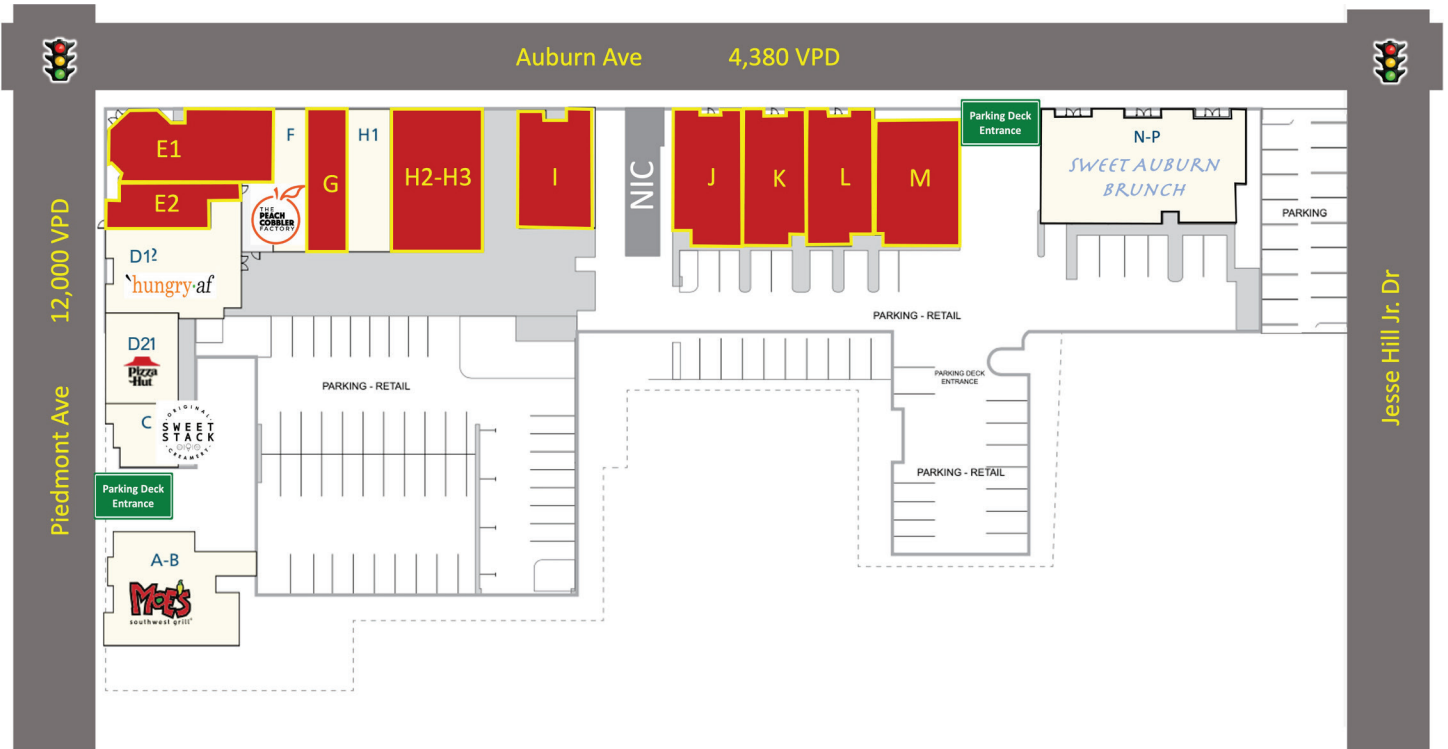 Auburn Ave 4,380 VPD
Piedmont Ave 12,000 VPD
Jesse Hill Jr. Dr
E1
E2
F
THE
PEACH
COBBLER
FACTORY
G
H1
H2-H3
I
NIC
J
K
L
M
Parking Deck
Entrance
N-P
SWEET AUBURN
BRUNCH
PARKING
D1²
'hungry·af
D21
Pizza
Hut
C
ORIGINAL
SWEET
STACK
CREAMERY
Parking Deck
Entrance
A-B
MOE'S
southwest grill
PARKING - RETAIL
PARKING - RETAIL
PARKING DECK
ENTRANCE
PARKING - RETAIL